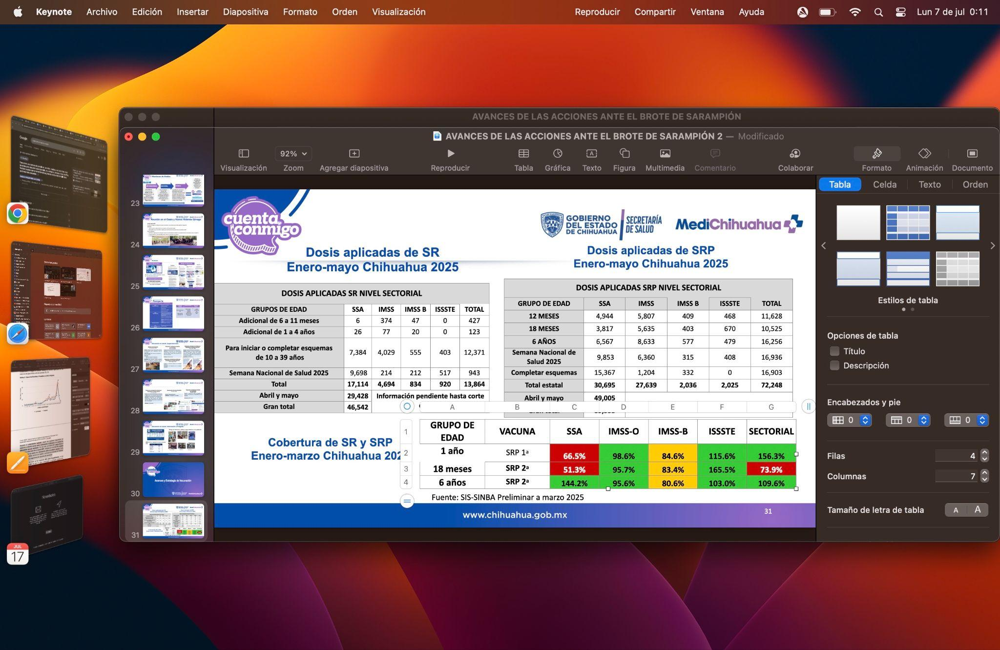 Keynote Archivo Edición Insertar Diapositiva Formato Orden Visualización Reproducir Compartir Ventana Ayuda Lun 7 de jul 0:11
AVANCES DE LAS ACCIONES ANTE EL BROTE DE SARAMPIÓN
AVANCES DE LAS ACCIONES ANTE EL BROTE DE SARAMPIÓN 2 — Modificado
92%
Visualización Zoom Agregar diapositiva Reproducir Tabla Gráfica Texto Figura Multimedia Comentario Colaborar Formato Animación Documento
Google
Novedades
JUL
17
23
24
25
26
27
28
29
30
31
Monitoreo de Medios
Reunión en el Oasis y Nueva Holanda Ojinaga
Avances y Estrategia de Vacunación
cuenta
conmigo
GOBIERNO
DEL ESTADO
DE CHIHUAHUA
SECRETARÍA
DE SALUD
MediChihuahua
Dosis aplicadas de SR
Enero-mayo Chihuahua 2025
DOSIS APLICADAS SR NIVEL SECTORIAL
GRUPOS DE EDAD SSA IMSS IMSS B ISSSTE TOTAL
Adicional de 6 a 11 meses 6 374 47 0 427
Adicional de 1 a 4 años 26 77 20 0 123
Para iniciar o completar esquemas
de 10 a 39 años 7,384 4,029 555 403 12,371
Semana Nacional de Salud 2025 9,698 214 212 517 943
Total 17,114 4,694 834 920 13,864
Abril y mayo 29,428 Información pendiente hasta corte
Gran total 46,542
Dosis aplicadas de SRP
Enero-mayo Chihuahua 2025
DOSIS APLICADAS SRP NIVEL SECTORIAL
GRUPO DE EDAD SSA IMSS IMSS B ISSSTE TOTAL
12 MESES 4,944 5,807 409 468 11,628
18 MESES 3,817 5,635 403 670 10,525
6 AÑOS 6,567 8,633 577 479 16,256
Semana Nacional de
Salud 2025 9,853 6,360 315 408 16,936
Completar esquemas 15,367 1,204 332 0 16,903
Total estatal 30,695 27,639 2,036 2,025 72,248
Abril y mayo 49,005
A B C D E F G
Cobertura de SR y SRP
Enero-marzo Chihuahua 202
1 GRUPO DE
EDAD VACUNA SSA IMSS-O IMSS-B ISSSTE SECTORIAL
2 1 año SRP 1ª 66.5% 98.6% 84.6% 115.6% 156.3%
3 18 meses SRP 2ª 51.3% 95.7% 83.4% 165.5% 73.9%
4 6 años SRP 2ª 144.2% 95.6% 80.6% 103.0% 109.6%
Fuente: SIS-SINBA Preliminar a marzo 2025
www.chihuahua.gob.mx 31
Tabla Celda Texto Orden
Estilos de tabla
Opciones de tabla
Título
Descripción
Encabezados y pie
0 0 0
Filas 4
Columnas 7
Tamaño de letra de tabla A A